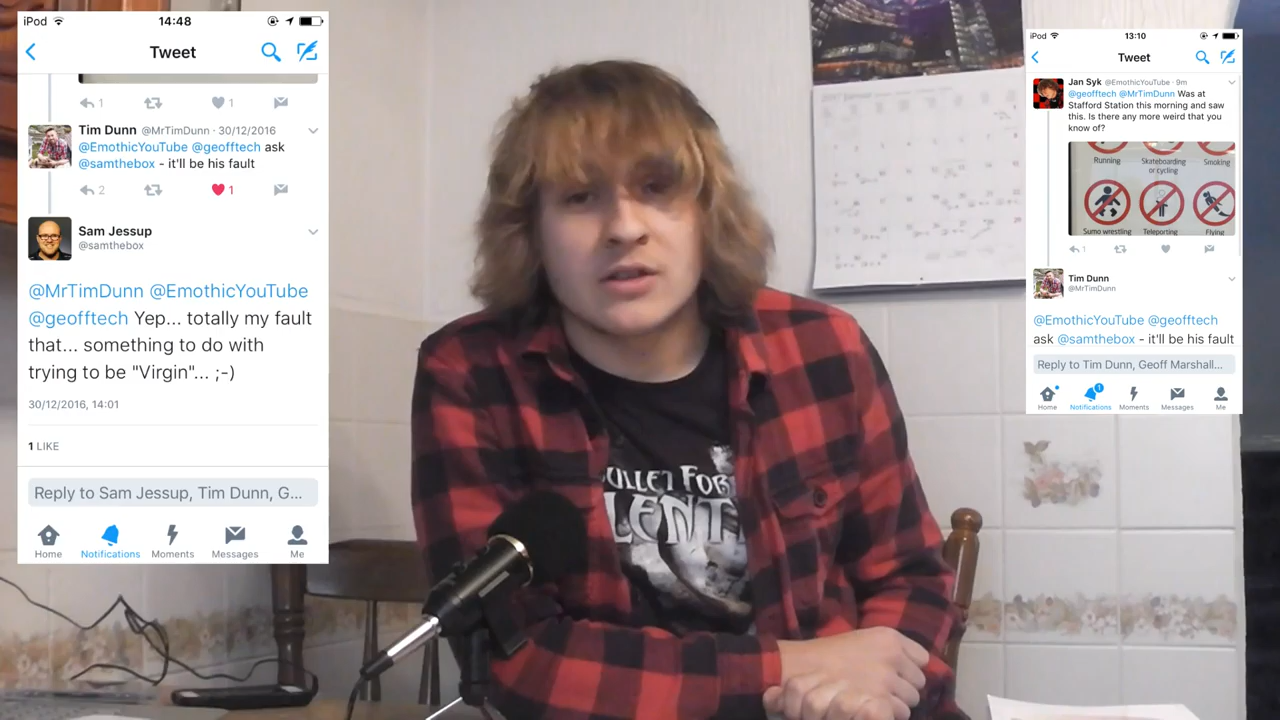 iPod 14:48
Tweet
1 1
Tim Dunn @MrTimDunn · 30/12/2016
@EmothicYouTube @geofftech ask
@samthebox - it'll be his fault
2 1
Sam Jessup
@samthebox
@MrTimDunn @EmothicYouTube
@geofftech Yep... totally my fault
that... something to do with
trying to be "Virgin"... ;-)
30/12/2016, 14:01
1 LIKE
Reply to Sam Jessup, Tim Dunn, G...
Home Notifications Moments Messages Me
ULLET FOR
LENT
iPod 13:10
Tweet
Jan Syk @EmothicYouTube · 9m
@geofftech @MrTimDunn Was at
Stafford Station this morning and saw
this. Is there any more weird that you
know of?
Running Skateboarding Smoking
or cycling
Sumo wrestling Teleporting Flying
1
Tim Dunn
@MrTimDunn
@EmothicYouTube @geofftech
ask @samthebox - it'll be his fault
Reply to Tim Dunn, Geoff Marshall...
1
Home Notifications Moments Messages Me